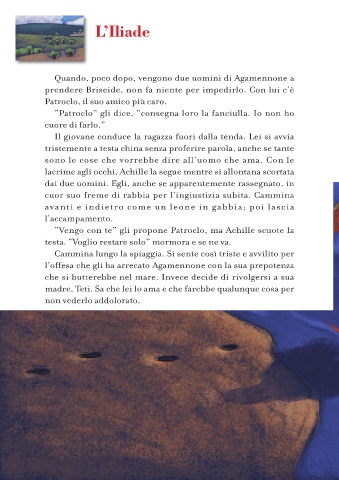 L'Iliade
Quando, poco dopo, vengono due uomini di Agamennone a
prendere Briseide, non fa niente per impedirlo. Con lui c'è
Patroclo, il suo amico più caro.
"Patroclo" gli dice, "consegna loro la fanciulla. Io non ho
cuore di farlo."
Il giovane conduce la ragazza fuori dalla tenda. Lei si avvia
tristemente a testa china senza proferire parola, anche se tante
sono le cose che vorrebbe dire all'uomo che ama. Con le
lacrime agli occhi, Achille la segue mentre si allontana scortata
dai due uomini. Egli, anche se apparentemente rassegnato, in
cuor suo freme di rabbia per l'ingiustizia subita. Cammina
avanti e indietro come un leone in gabbia; poi lascia
l'accampamento.
"Vengo con te" gli propone Patroclo, ma Achille scuote la
testa. "Voglio restare solo" mormora e se ne va.
Cammina lungo la spiaggia. Si sente così triste e avvilito per
l'offesa che gli ha arrecato Agamennone con la sua prepotenza
che si butterebbe nel mare. Invece decide di rivolgersi a sua
madre, Teti. Sa che lei lo ama e che farebbe qualunque cosa per
non vederlo addolorato.